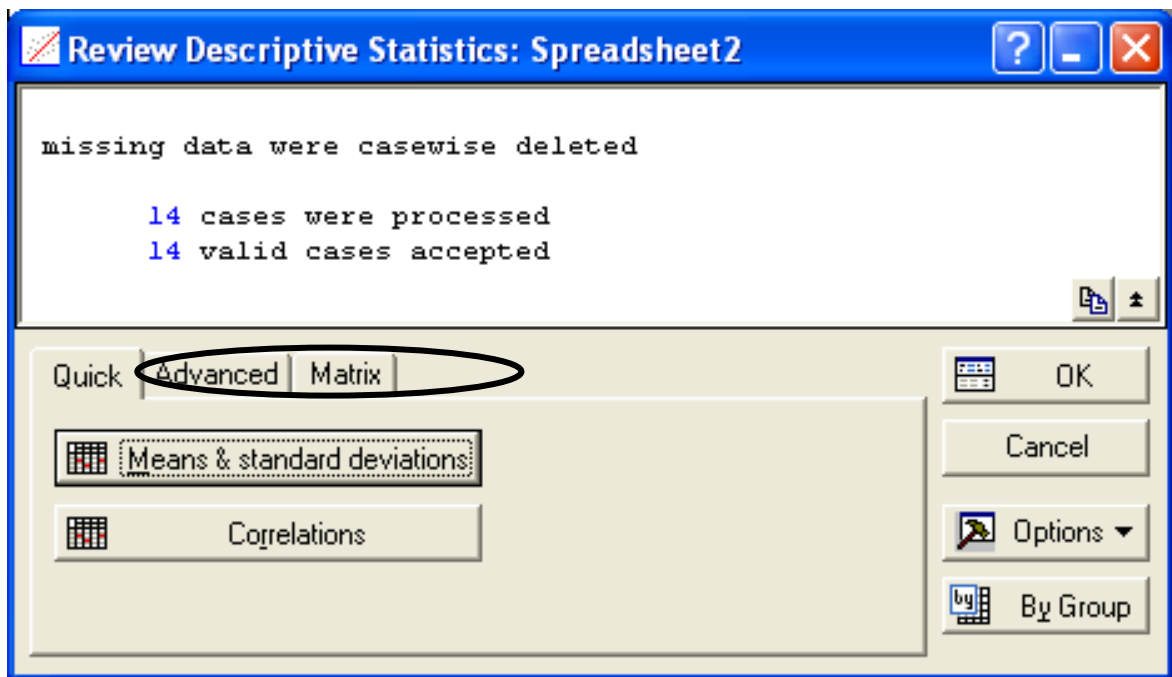 Review Descriptive Statistics: Spreadsheet2
missing data were casewise deleted
14 cases were processed
14 valid cases accepted
Quick Advanced Matrix
OK
Means & standard deviations
Cancel
Correlations
Options
by By Group